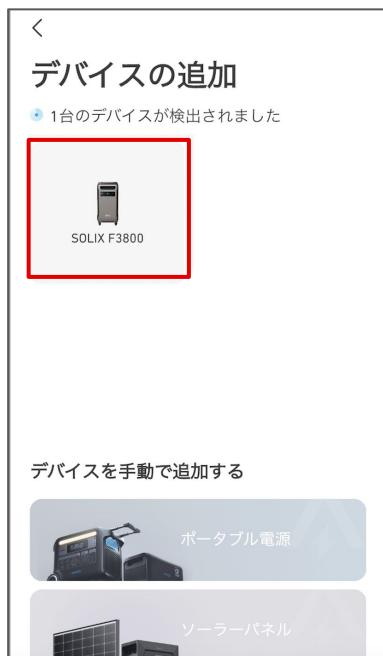 デバイスの追加
1台のデバイスが検出されました
SOLIX F3800
デバイスを手動で追加する
ポータブル電源
ソーラーパネル